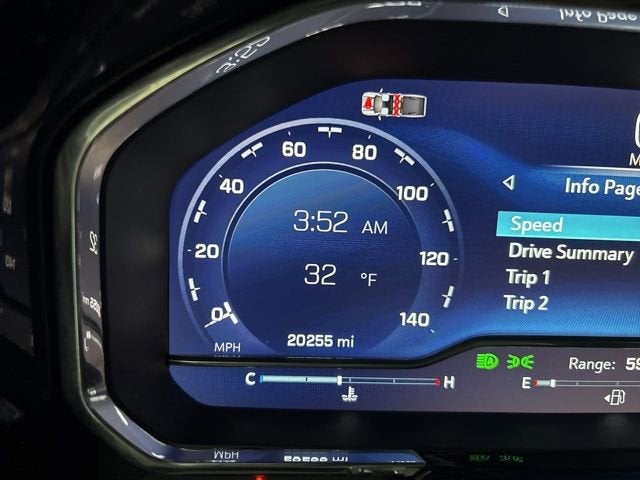 Info Page
60 80
40 100
3:52 AM
Speed
20 120
Drive Summary
32 °F
Trip 1
Trip 2
0 140
20255 mi
MPH
Range: 59
C H E